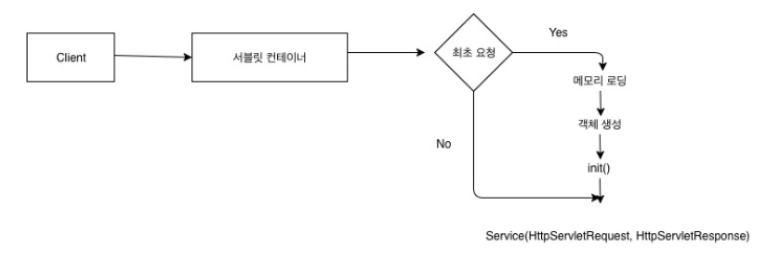 Client
서블릿 컨테이너
최초 요청
Yes
메모리 로딩
객체 생성
No
init()
Service(HttpServletRequest, HttpServletResponse)